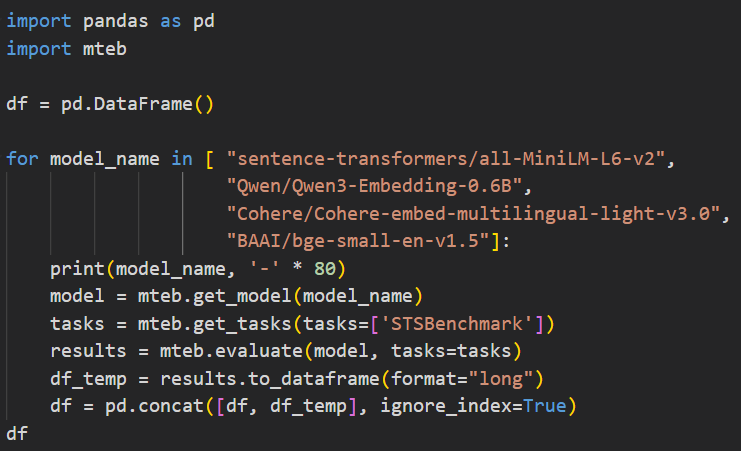 import pandas as pd
import mteb

df = pd.DataFrame()

for model_name in [ "sentence-transformers/all-MiniLM-L6-v2",
                    "Qwen/Qwen3-Embedding-0.6B",
                    "Cohere/Cohere-embed-multilingual-light-v3.0",
                    "BAAI/bge-small-en-v1.5"]:
    print(model_name, '-' * 80)
    model = mteb.get_model(model_name)
    tasks = mteb.get_tasks(tasks=['STSBenchmark'])
    results = mteb.evaluate(model, tasks=tasks)
    df_temp = results.to_dataframe(format="long")
    df = pd.concat([df, df_temp], ignore_index=True)
df